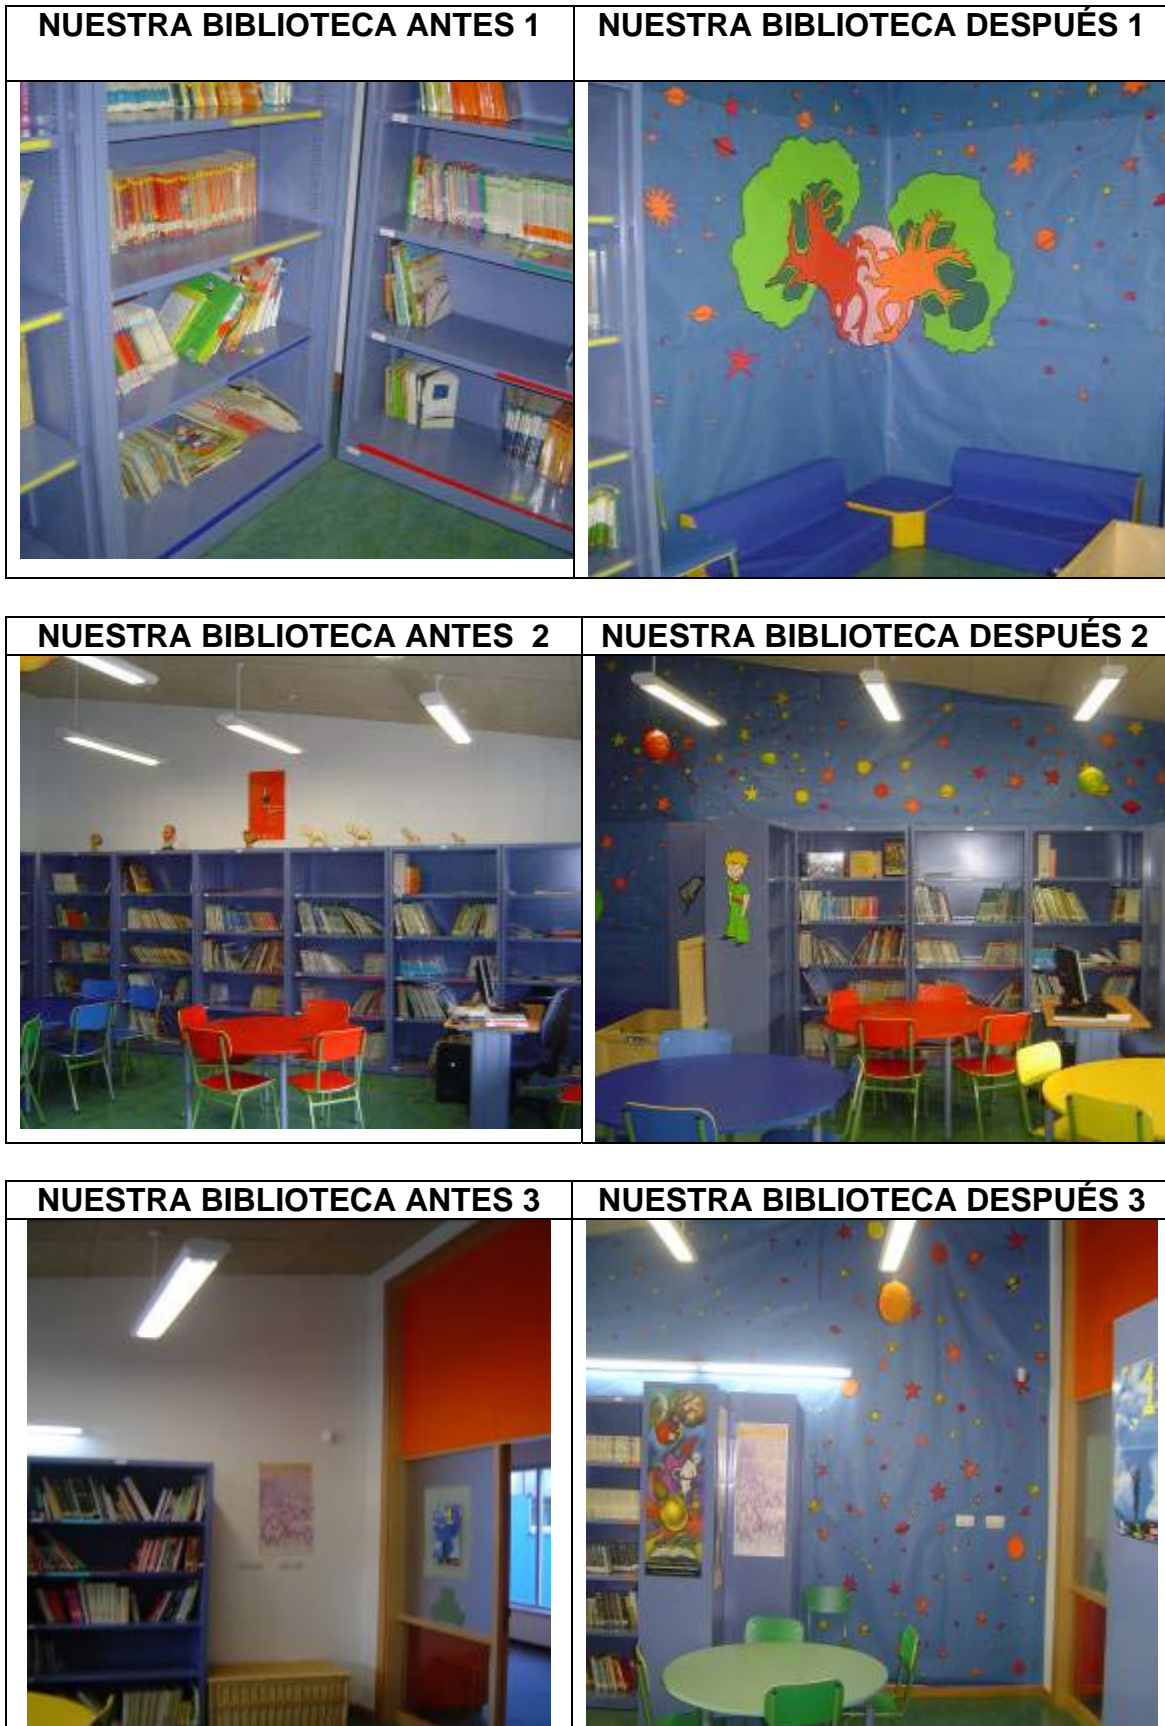 NUESTRA BIBLIOTECA ANTES 1
NUESTRA BIBLIOTECA DESPUÉS 1
NUESTRA BIBLIOTECA ANTES 2
NUESTRA BIBLIOTECA DESPUÉS 2
NUESTRA BIBLIOTECA ANTES 3
NUESTRA BIBLIOTECA DESPUÉS 3